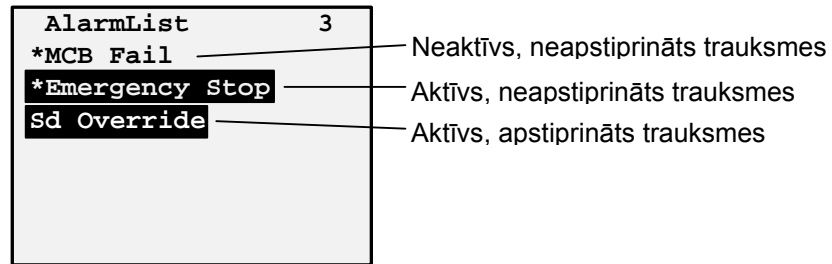 AlarmList 3
*MCB Fail
*Emergency Stop
Sd Override
Neaktīvs, neapstiprināts trauksmes
Aktīvs, neapstiprināts trauksmes
Aktīvs, apstiprināts trauksmes